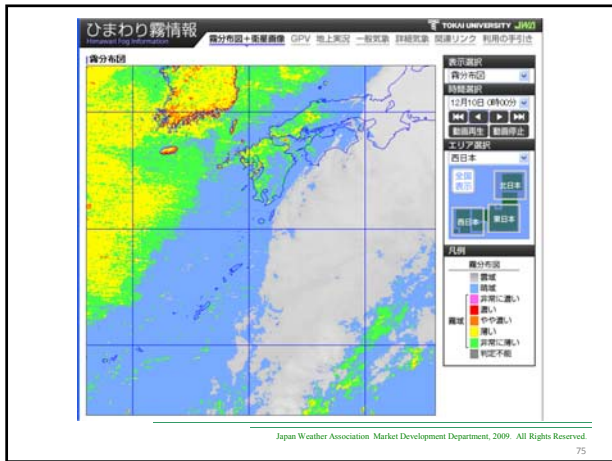 ひまわり霧情報
Himawari Fog Information
TOKAI UNIVERSITY JWA
霧分布図+衛星画像 GPV 地上実況 一般気象 詳細気象 関連リンク 利用の手引き
霧分布図
表示選択
霧分布図
時間選択
12月10日 0時00分
動画再生 動画停止
エリア選択
西日本
全国
表示
北日本
西日本
東日本
凡例
霧分布図
雲域
晴域
霧域
非常に濃い
濃い
やや濃い
薄い
非常に薄い
判定不能
Japan Weather Association Market Development Department, 2009. All Rights Reserved.
75